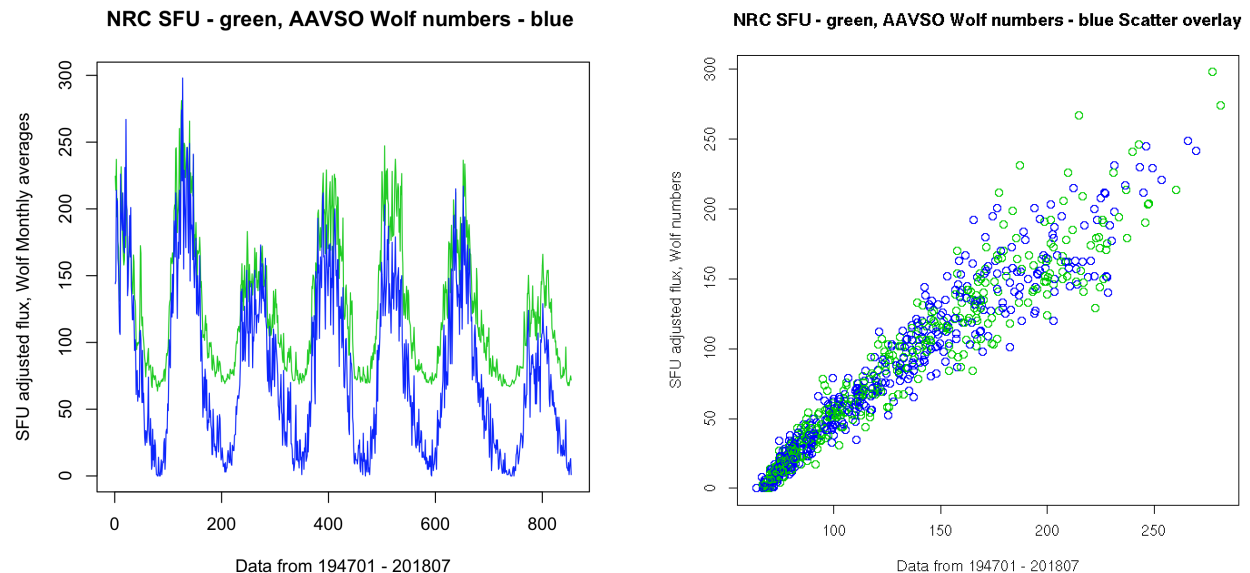 NRC SFU - green, AAVSO Wolf numbers - blue
SFU adjusted flux, Wolf Monthly averages
300
250
200
150
100
50
0
0 200 400 600 800
Data from 194701 - 201807
NRC SFU - green, AAVSO Wolf numbers - blue Scatter overlay
SFU adjusted flux, Wolf numbers
300
250
200
150
100
50
0
100 150 200 250
Data from 194701 - 201807